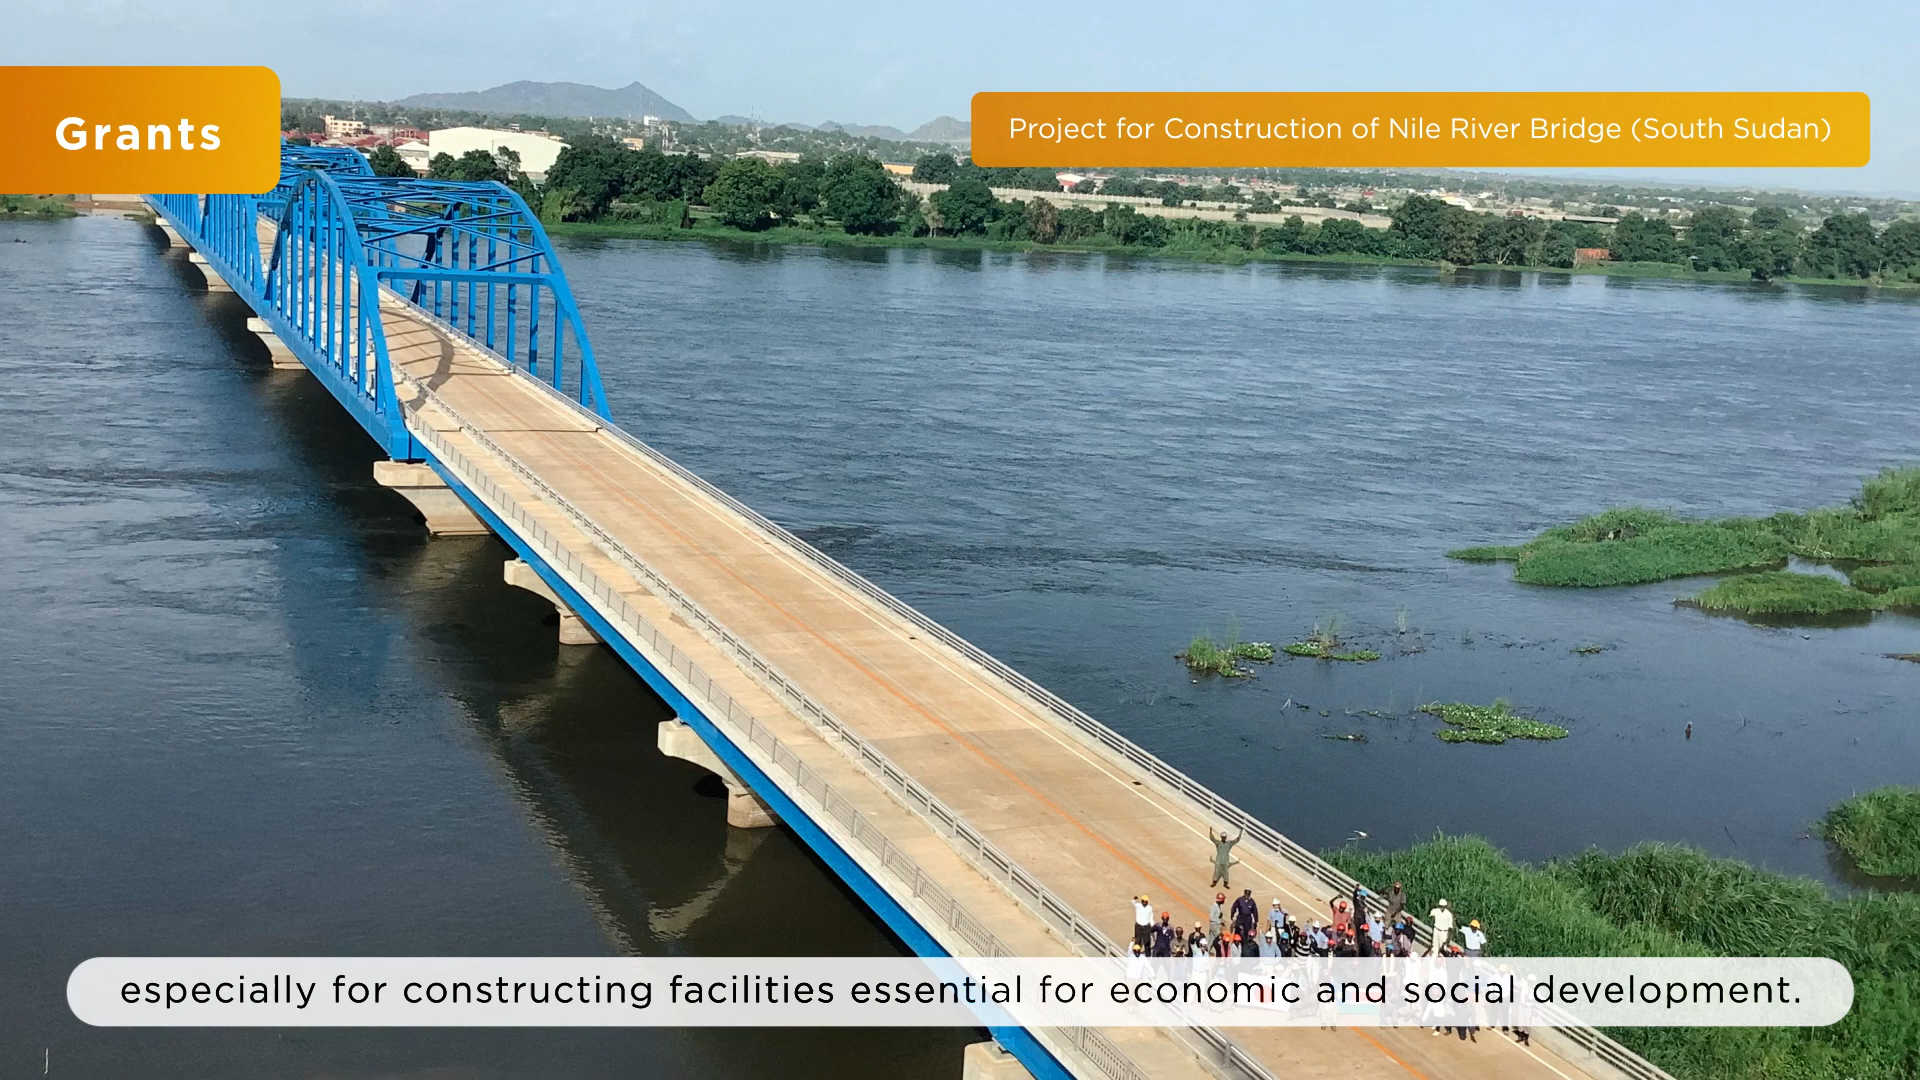 Grants
Project for Construction of Nile River Bridge (South Sudan)
especially for constructing facilities essential for economic and social development.